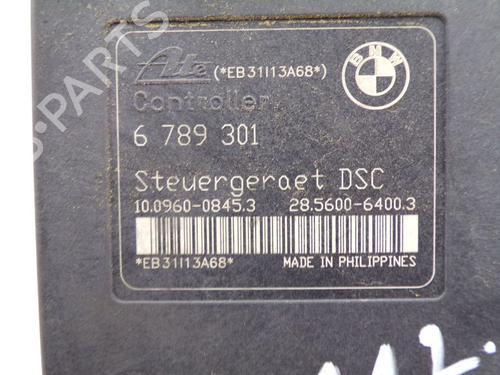 Ate (*EB31I13A68*)
BMW
Controller
6 789 301
Steuergeraet DSC
10.0960-0845.3 28.5600-6400.3
*EB31I13A68* MADE IN PHILIPPINES
B-PARTS